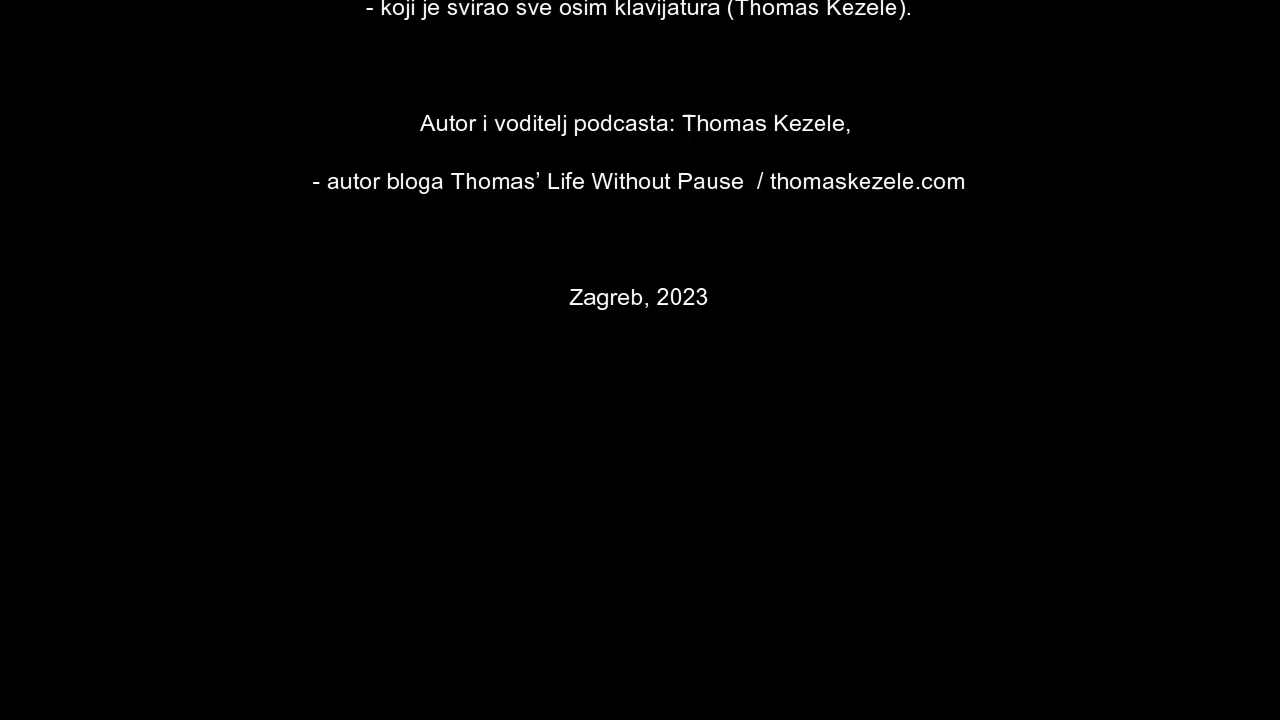 - koji je svirao sve osim klavijatura (Thomas Kezele).
Autor i voditelj podcasta: Thomas Kezele,
- autor bloga Thomas’ Life Without Pause  / thomaskezele.com
Zagreb, 2023